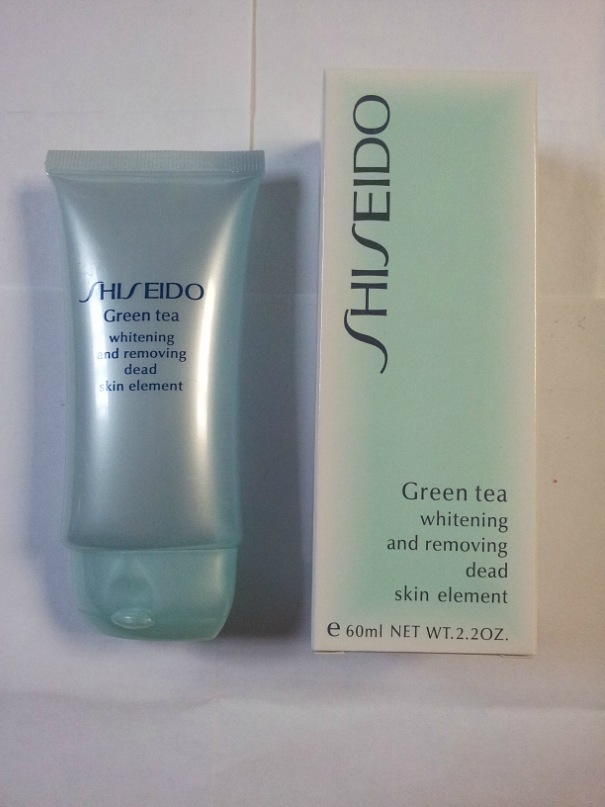 SHISEIDO
Green tea
whitening
and removing
dead
skin element
SHISEIDO
Green tea
whitening
and removing
dead
skin element
e 60ml NET WT.2.2OZ.